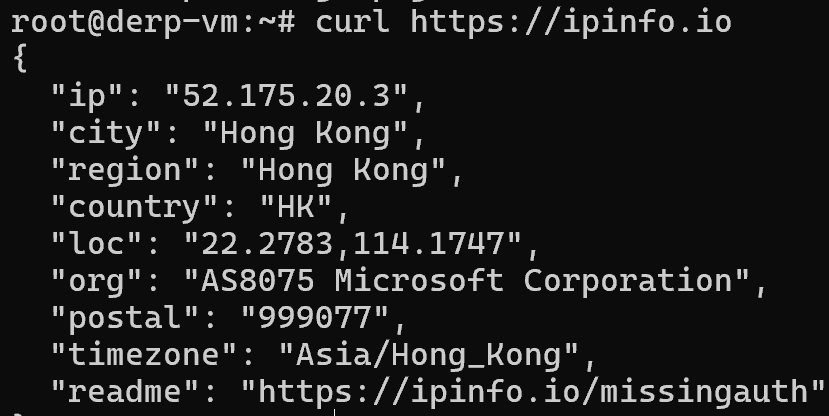 root@derp-vm:~# curl https://ipinfo.io
{
  "ip": "52.175.20.3",
  "city": "Hong Kong",
  "region": "Hong Kong",
  "country": "HK",
  "loc": "22.2783,114.1747",
  "org": "AS8075 Microsoft Corporation",
  "postal": "999077",
  "timezone": "Asia/Hong_Kong",
  "readme": "https://ipinfo.io/missingauth"